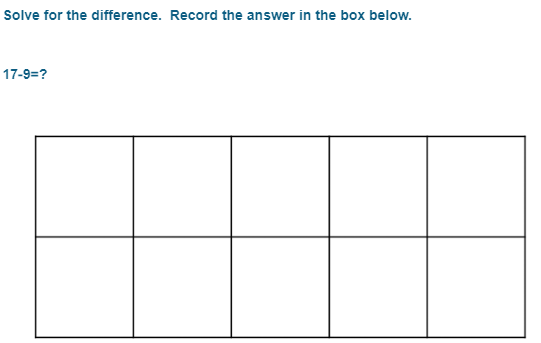 Solve for the difference.  Record the answer in the box below.
17-9=?